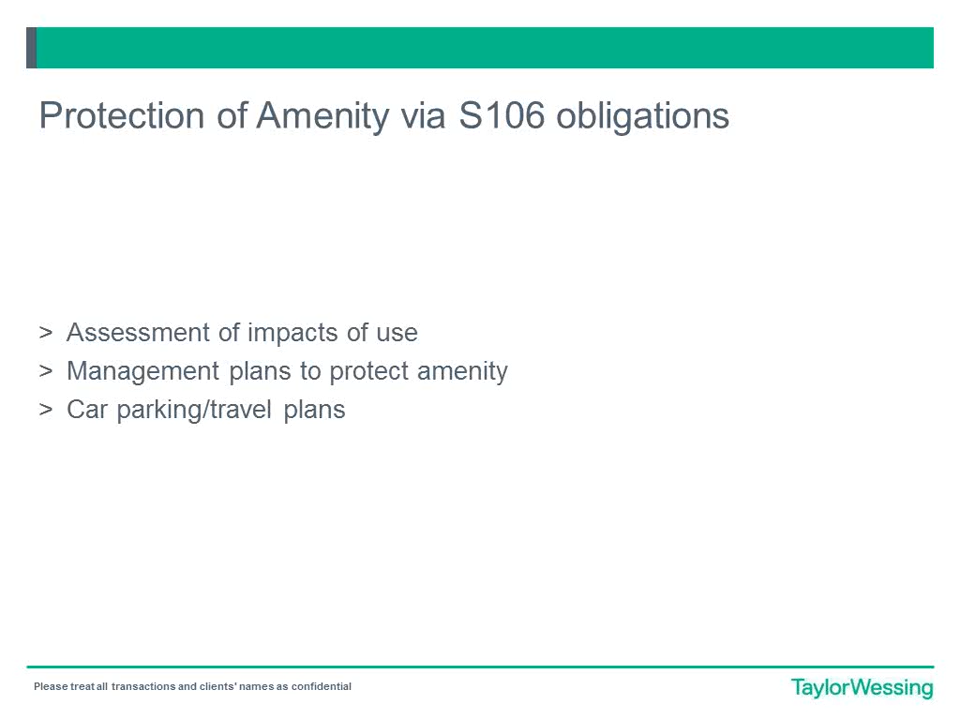 Protection of Amenity via S106 obligations
> Assessment of impacts of use
> Management plans to protect amenity
> Car parking/travel plans
Please treat all transactions and clients' names as confidential
TaylorWessing